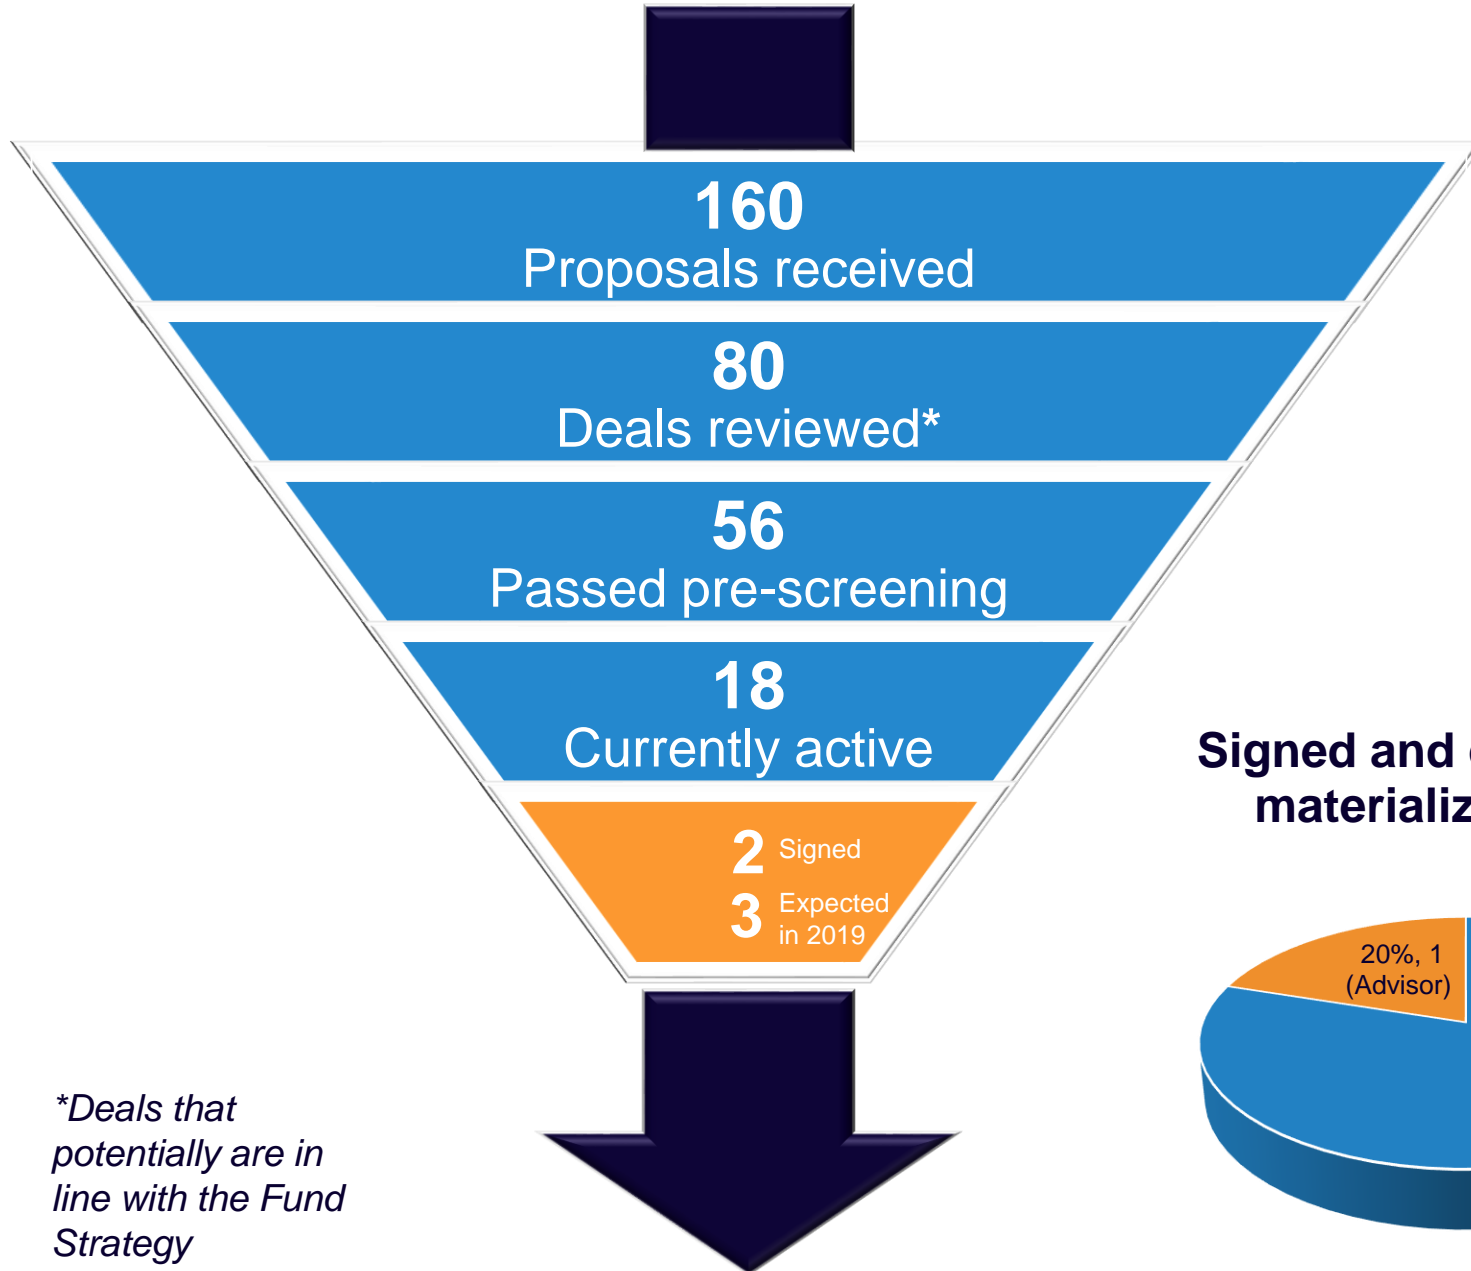 160
Proposals received
80
Deals reviewed*
56
Passed pre-screening
18
Currently active
2 Signed
3 Expected
in 2019
Signed and
materializ
20%, 1
(Advisor)
*Deals that
potentially are in
line with the Fund
Strategy